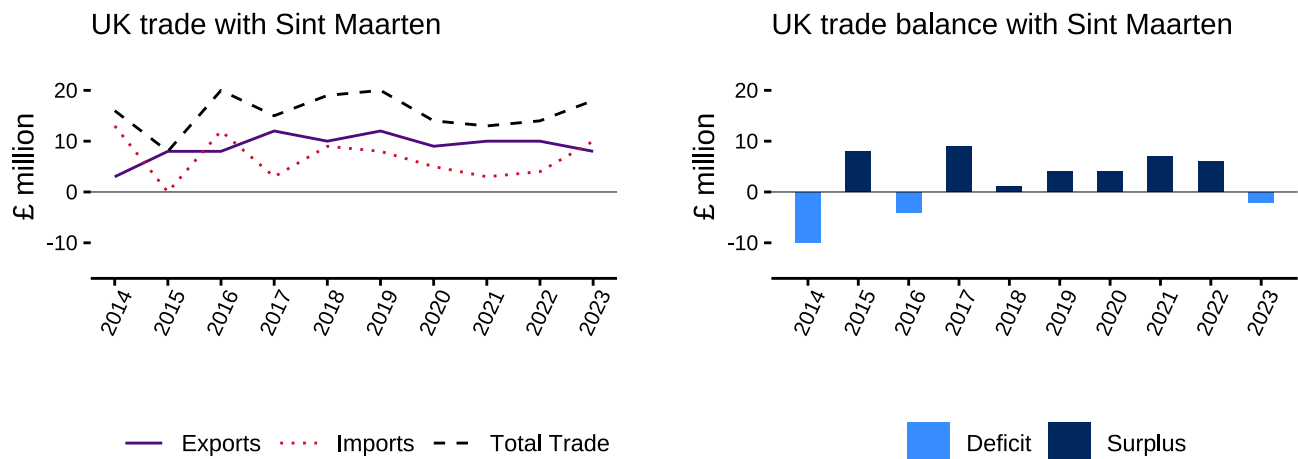 UK trade with Sint Maarten
£ million
20
10
0
-10
2014 2015 2016 2017 2018 2019 2020 2021 2022 2023
Exports Imports Total Trade
UK trade balance with Sint Maarten
£ million
20
10
0
-10
2014 2015 2016 2017 2018 2019 2020 2021 2022 2023
Deficit Surplus